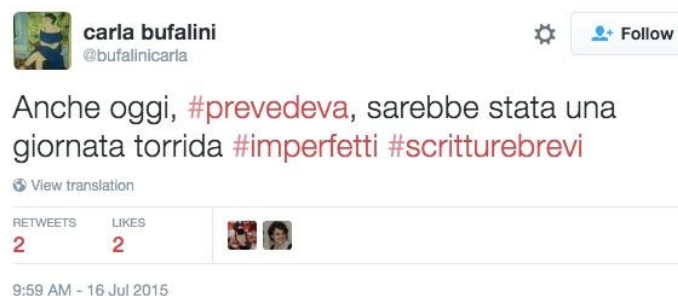 carla bufalini
@bufalinicarla
Follow
Anche oggi, #prevedeva, sarebbe stata una
giornata torrida #imperfetti #scritturebrevi
View translation
RETWEETS LIKES
2 2
9:59 AM - 16 Jul 2015